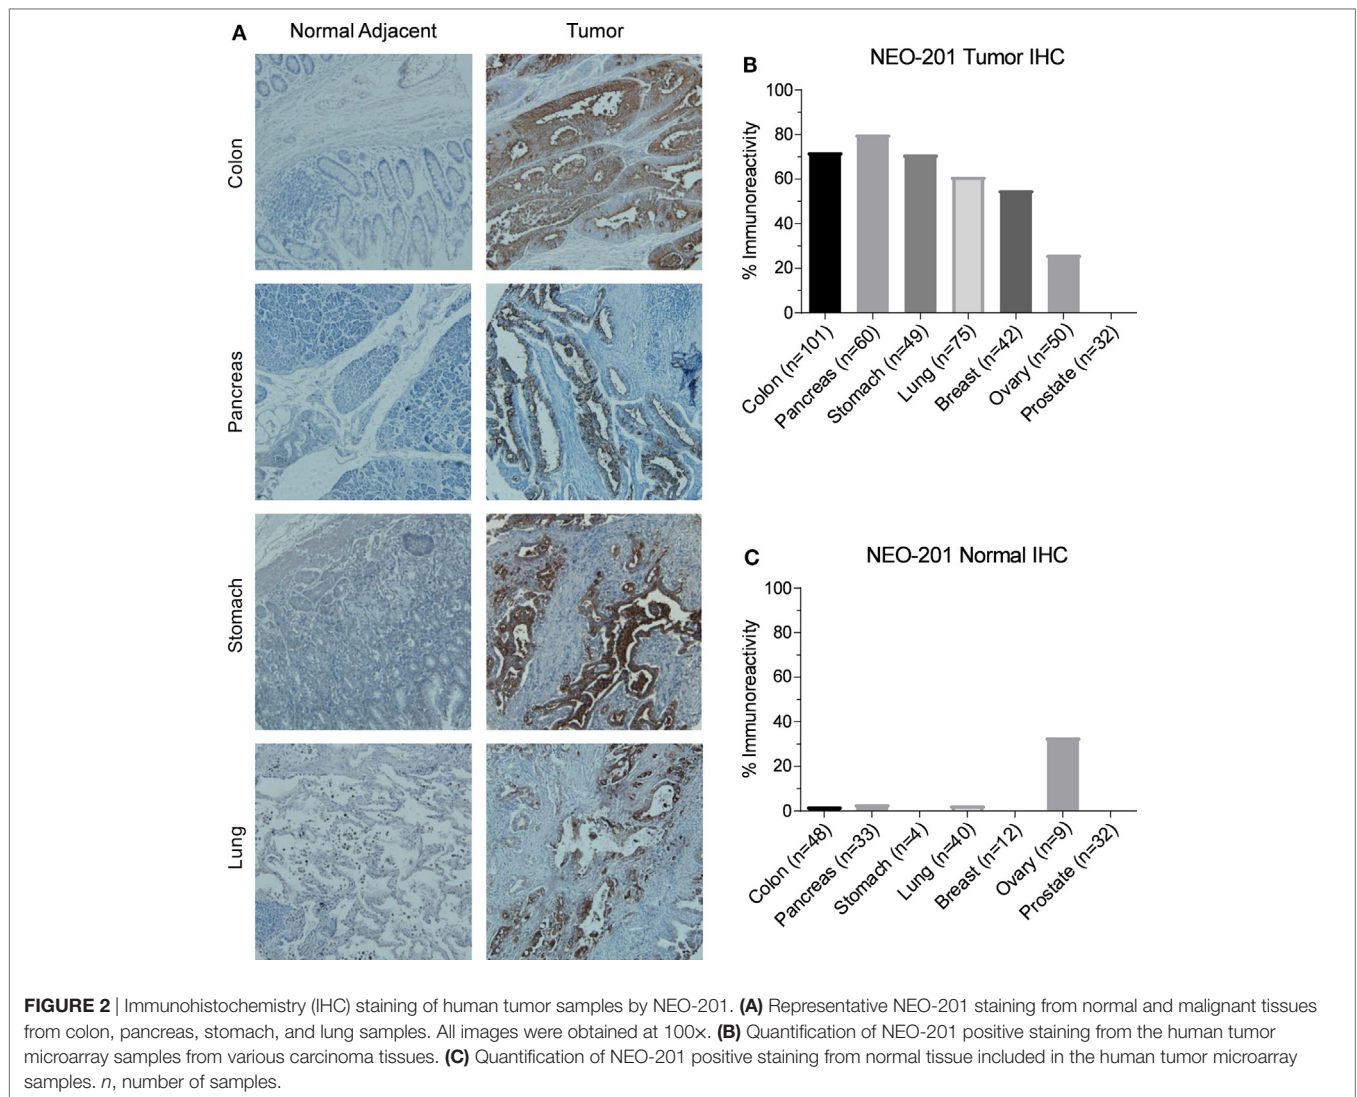 A
Normal Adjacent
Tumor
Colon
Pancreas
Stomach
Lung
B
NEO-201 Tumor IHC
% Immunoreactivity
100
80
60
40
20
0
Colon (n=101)
Pancreas (n=60)
Stomach (n=49)
Lung (n=75)
Breast (n=42)
Ovary (n=50)
Prostate (n=32)
C
NEO-201 Normal IHC
% Immunoreactivity
100
80
60
40
20
0
Colon (n=48)
Pancreas (n=33)
Stomach (n=4)
Lung (n=40)
Breast (n=12)
Ovary (n=9)
Prostate (n=32)
FIGURE 2 | Immunohistochemistry (IHC) staining of human tumor samples by NEO-201. (A) Representative NEO-201 staining from normal and malignant tissues
from colon, pancreas, stomach, and lung samples. All images were obtained at 100×. (B) Quantification of NEO-201 positive staining from the human tumor
microarray samples from various carcinoma tissues. (C) Quantification of NEO-201 positive staining from normal tissue included in the human tumor microarray
samples. n, number of samples.